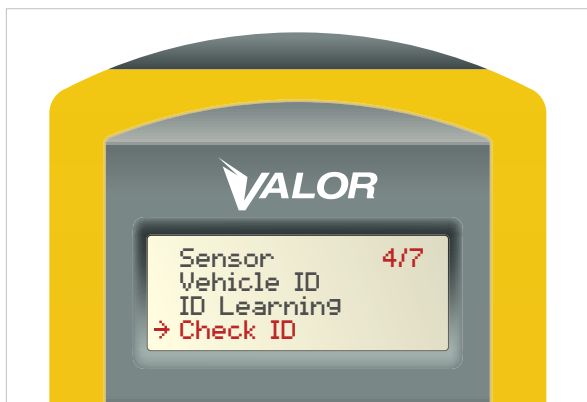 VALOR
Sensor 4/7
Vehicle ID
ID Learning
→ Check ID